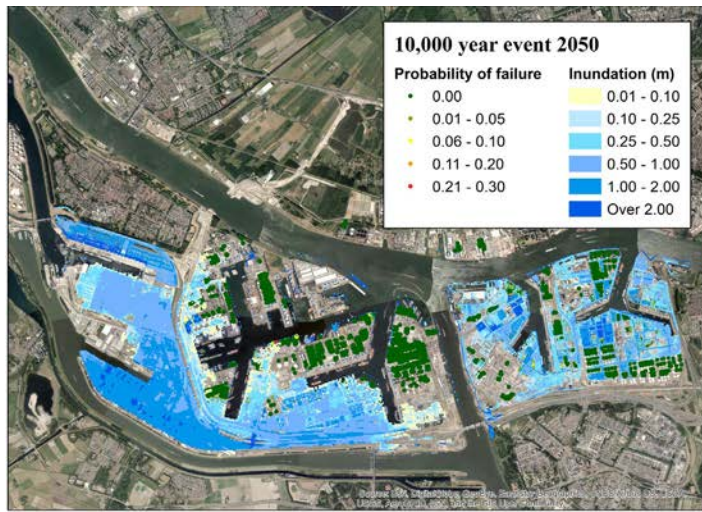 10,000 year event 2050
Probability of failure
0.00
0.01 - 0.05
0.06 - 0.10
0.11 - 0.20
0.21 - 0.30
Inundation (m)
0.01 - 0.10
0.10 - 0.25
0.25 - 0.50
0.50 - 1.00
1.00 - 2.00
Over 2.00